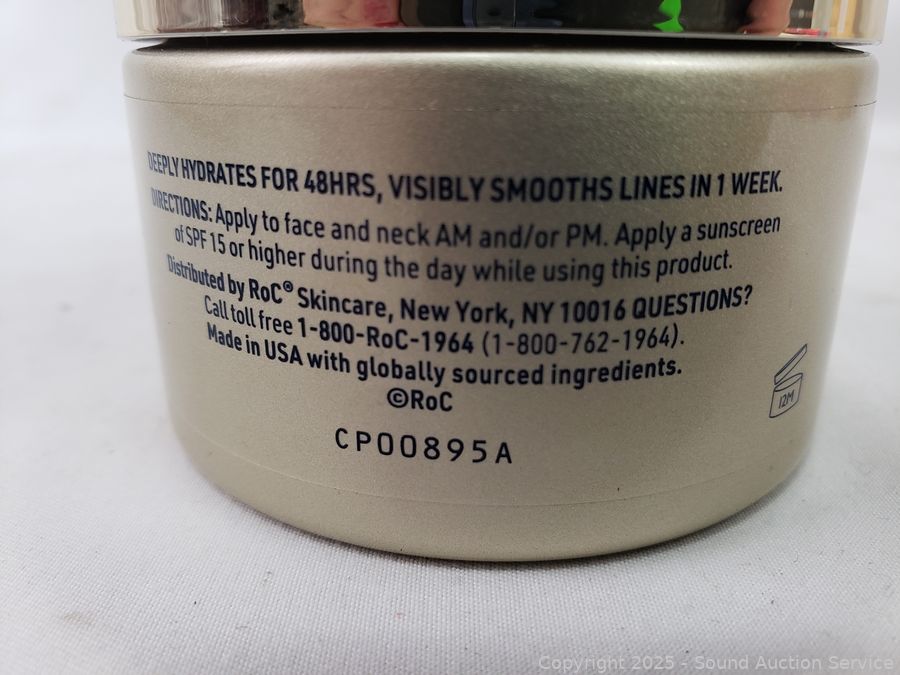 DEEPLY HYDRATES FOR 48HRS, VISIBLY SMOOTHS LINES IN 1 WEEK.
DIRECTIONS: Apply to face and neck AM and/or PM. Apply a sunscreen
of SPF 15 or higher during the day while using this product.
Distributed by RoC® Skincare, New York, NY 10016 QUESTIONS?
Call toll free 1-800-RoC-1964 (1-800-762-1964).
Made in USA with globally sourced ingredients.
©RoC
12M
CP00895A
Copyright 2025 - Sound Auction Service